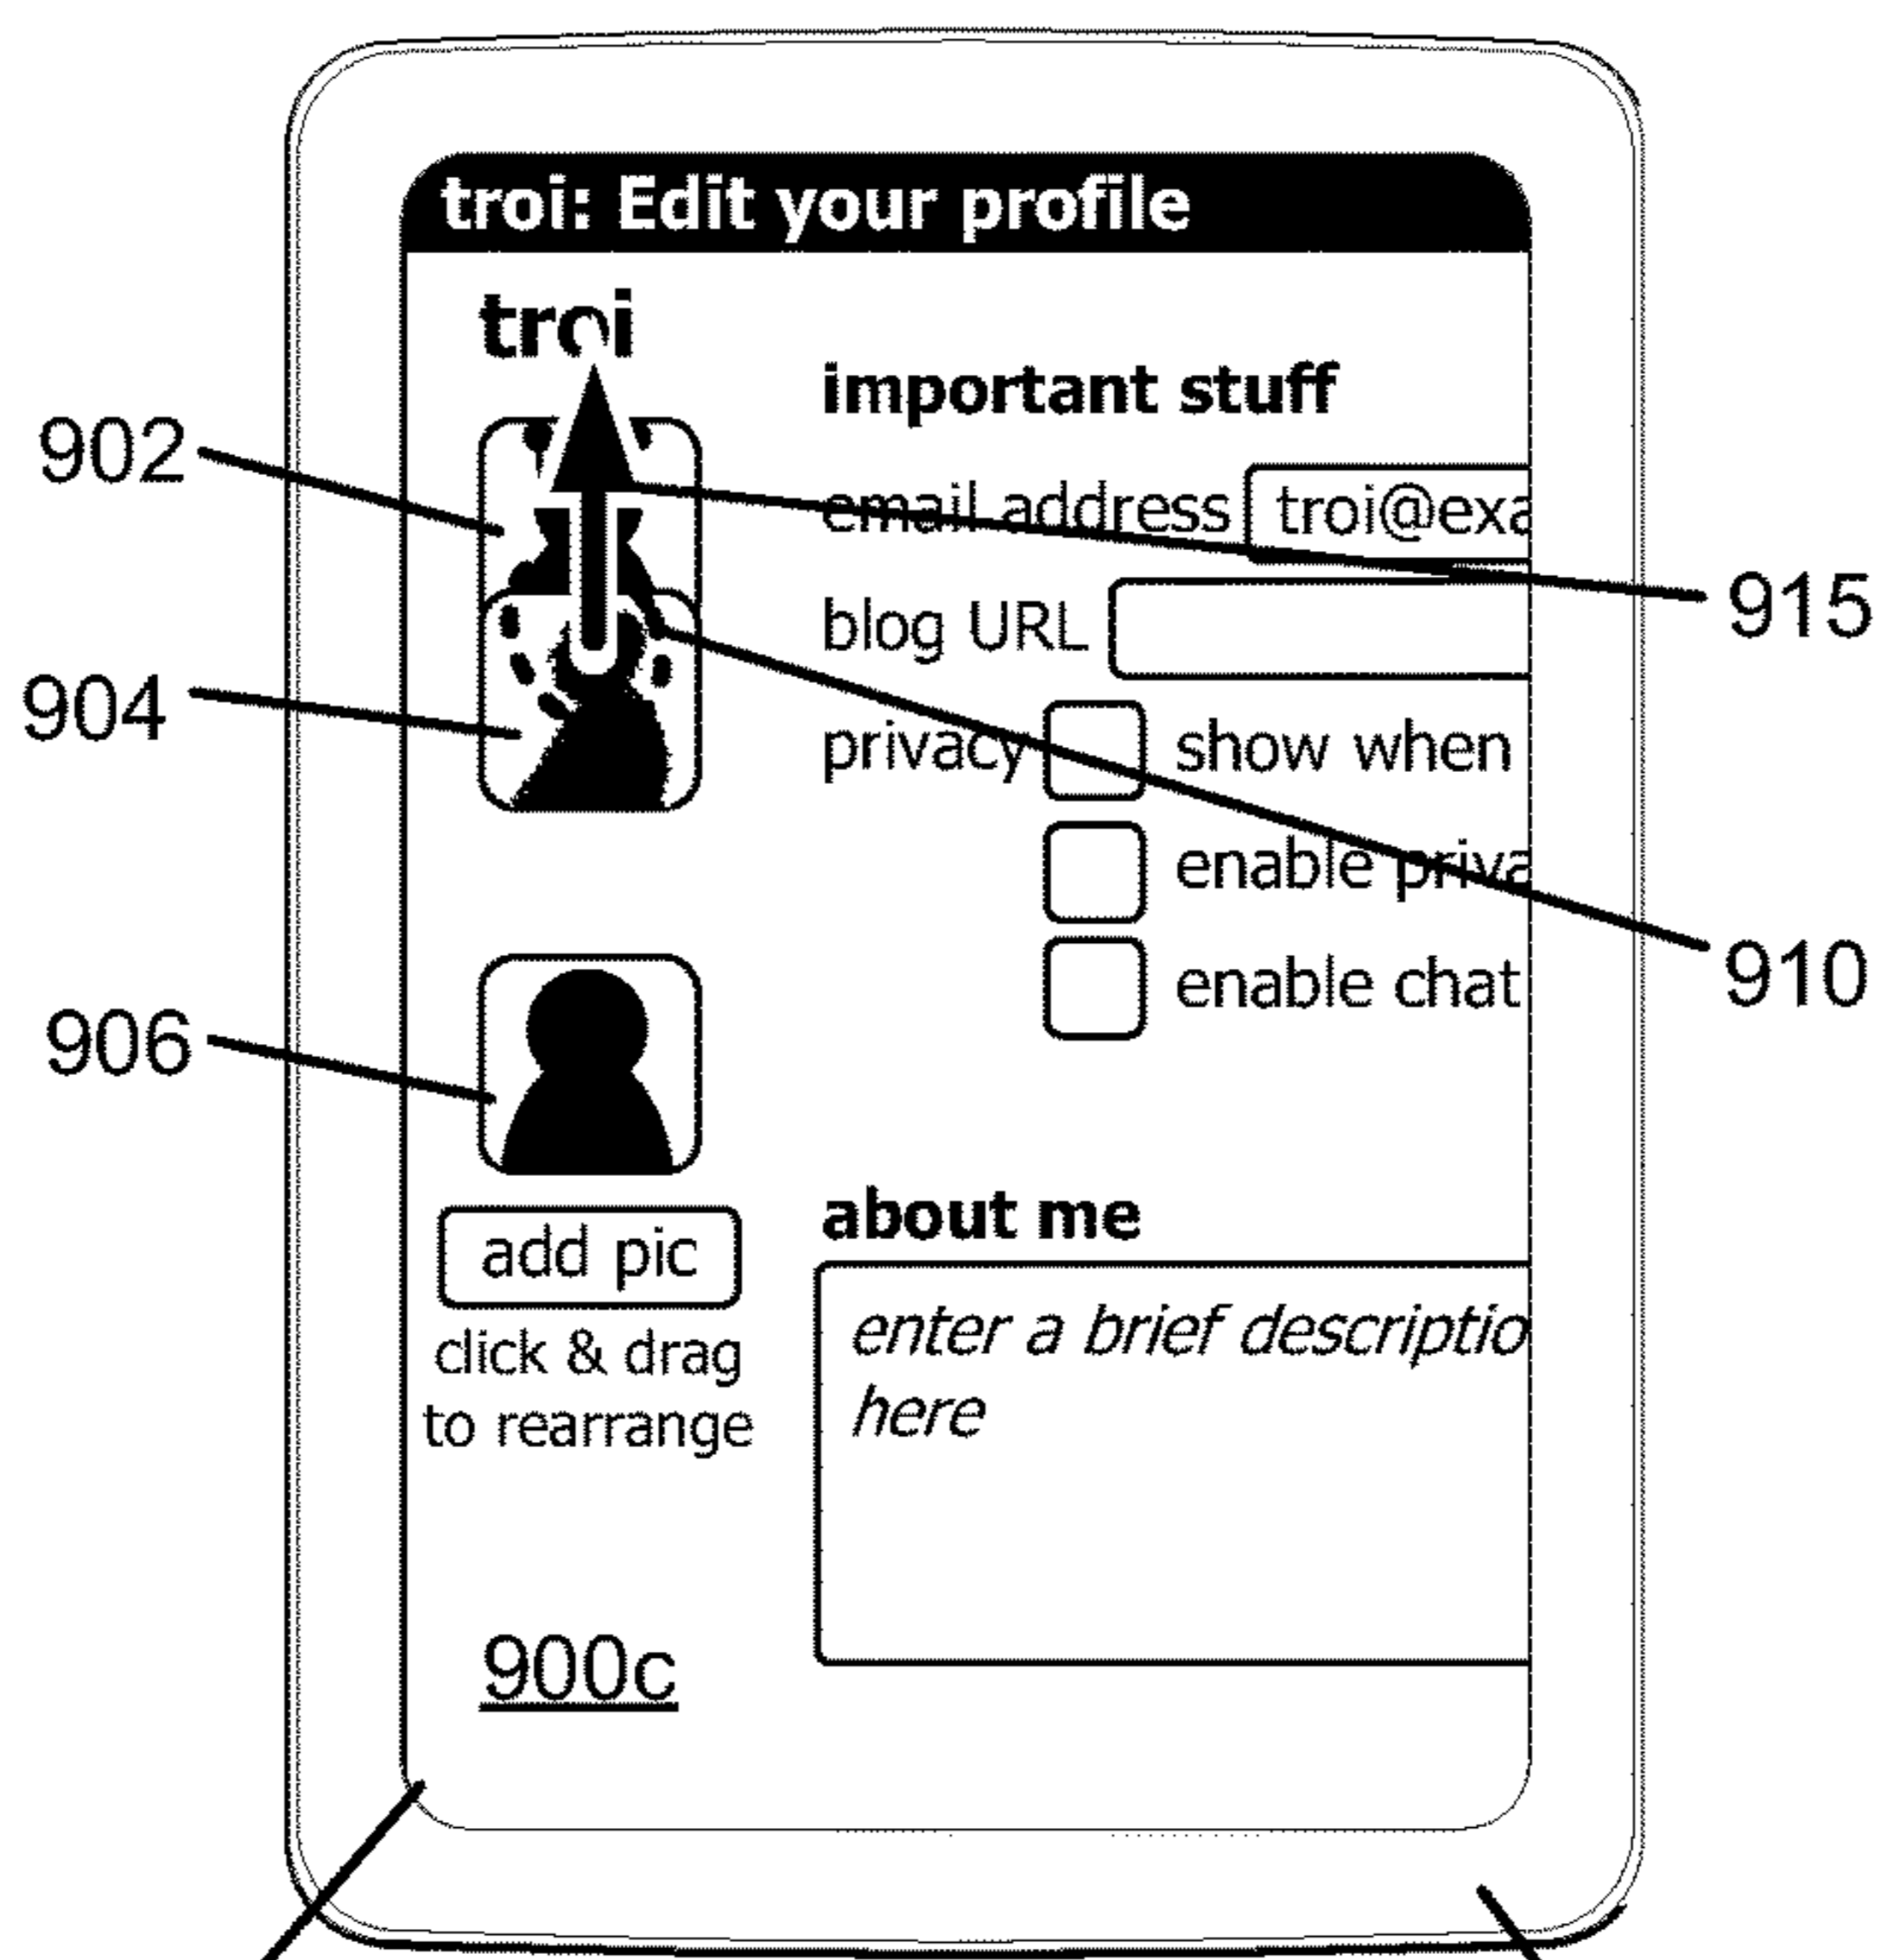 troi: Edit your profile
troi
important stuff
902
email address troi@exa
915
blog URL
904
privacy show when
enable priva
910
enable chat
906
about me
add pic
enter a brief descriptio
here
click & drag
to rearrange
900c